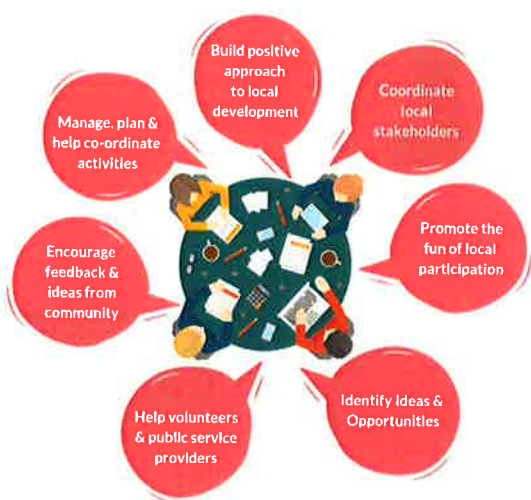 Build positive
approach
to local
development
Coordinate
local
stakeholders
Promote the
fun of local
participation
Identify Ideas &
Opportunities
Help volunteers
& public service
providers
Encourage
feedback &
ideas from
community
Manage, plan &
help co-ordinate
activities